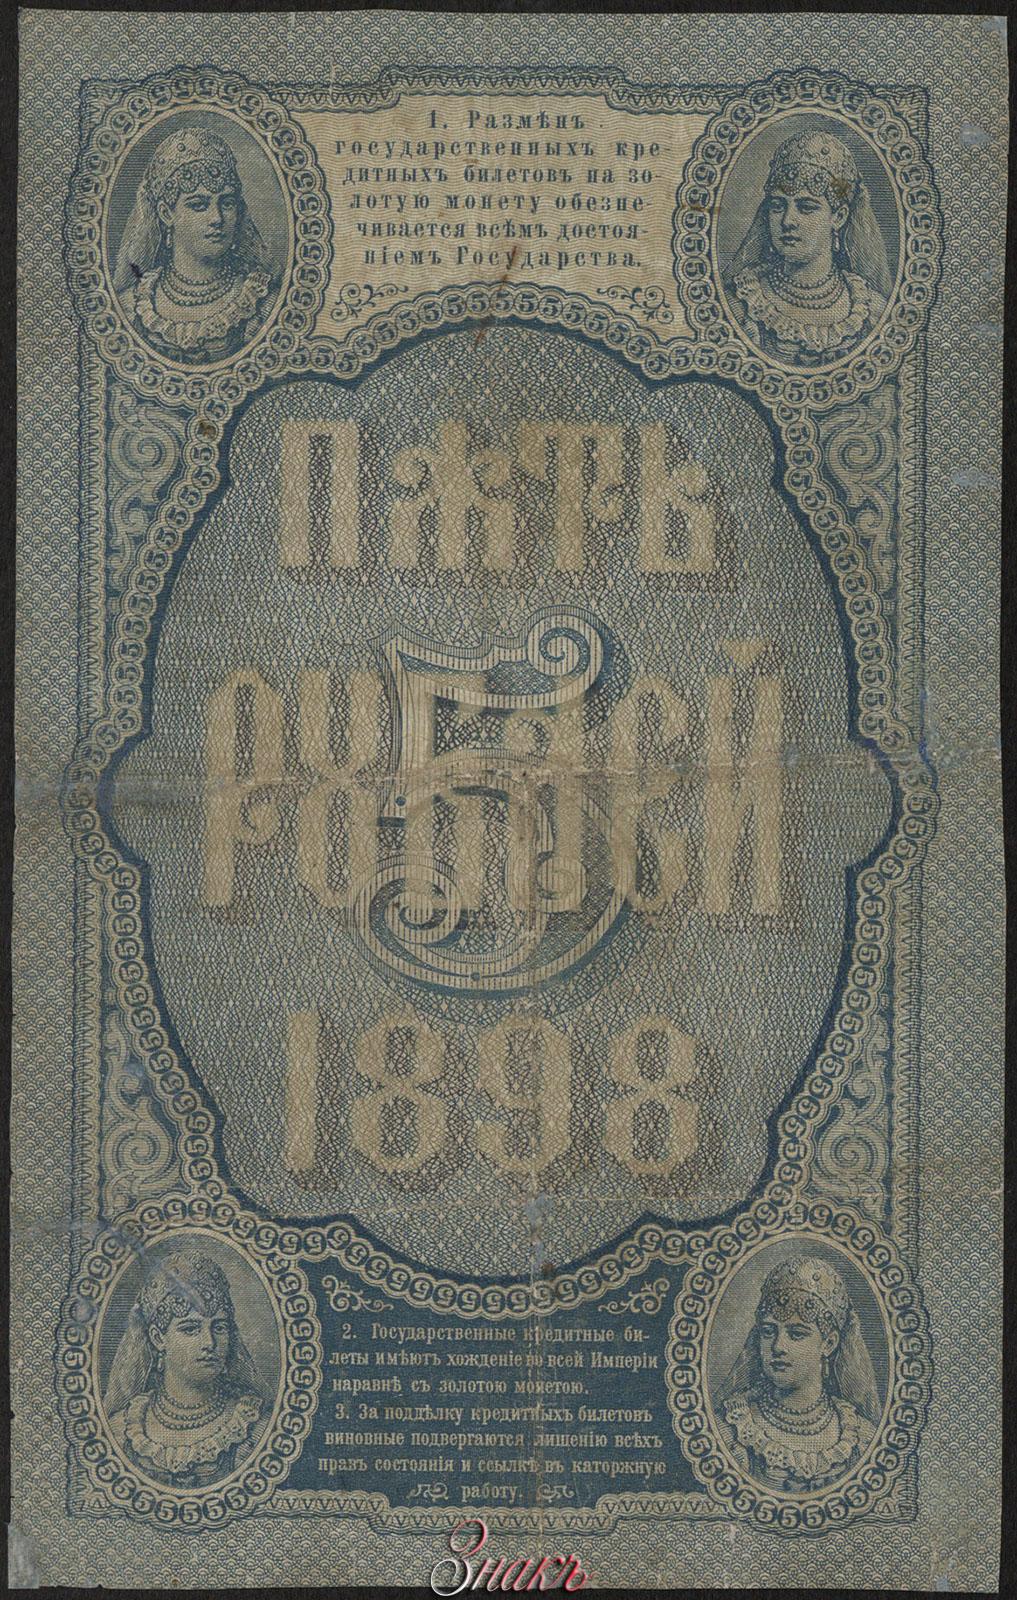 1. Размѣнъ
государственныхъ кре-
дитныхъ билетовъ на зо-
лотую монету обезпе-
чивается всѣмъ достоя-
ніемъ Государства.
ПЯТЬ
РУБЛЕЙ
5
1898
2. Государственные кредитные би-
леты имѣютъ хожденіе во всей Имперіи
наравнѣ съ золотою монетою.
3. За поддѣлку кредитныхъ билетовъ
виновные подвергаются лишенію всѣхъ
правъ состоянія и ссылкѣ въ каторжную
работу.
Знакъ